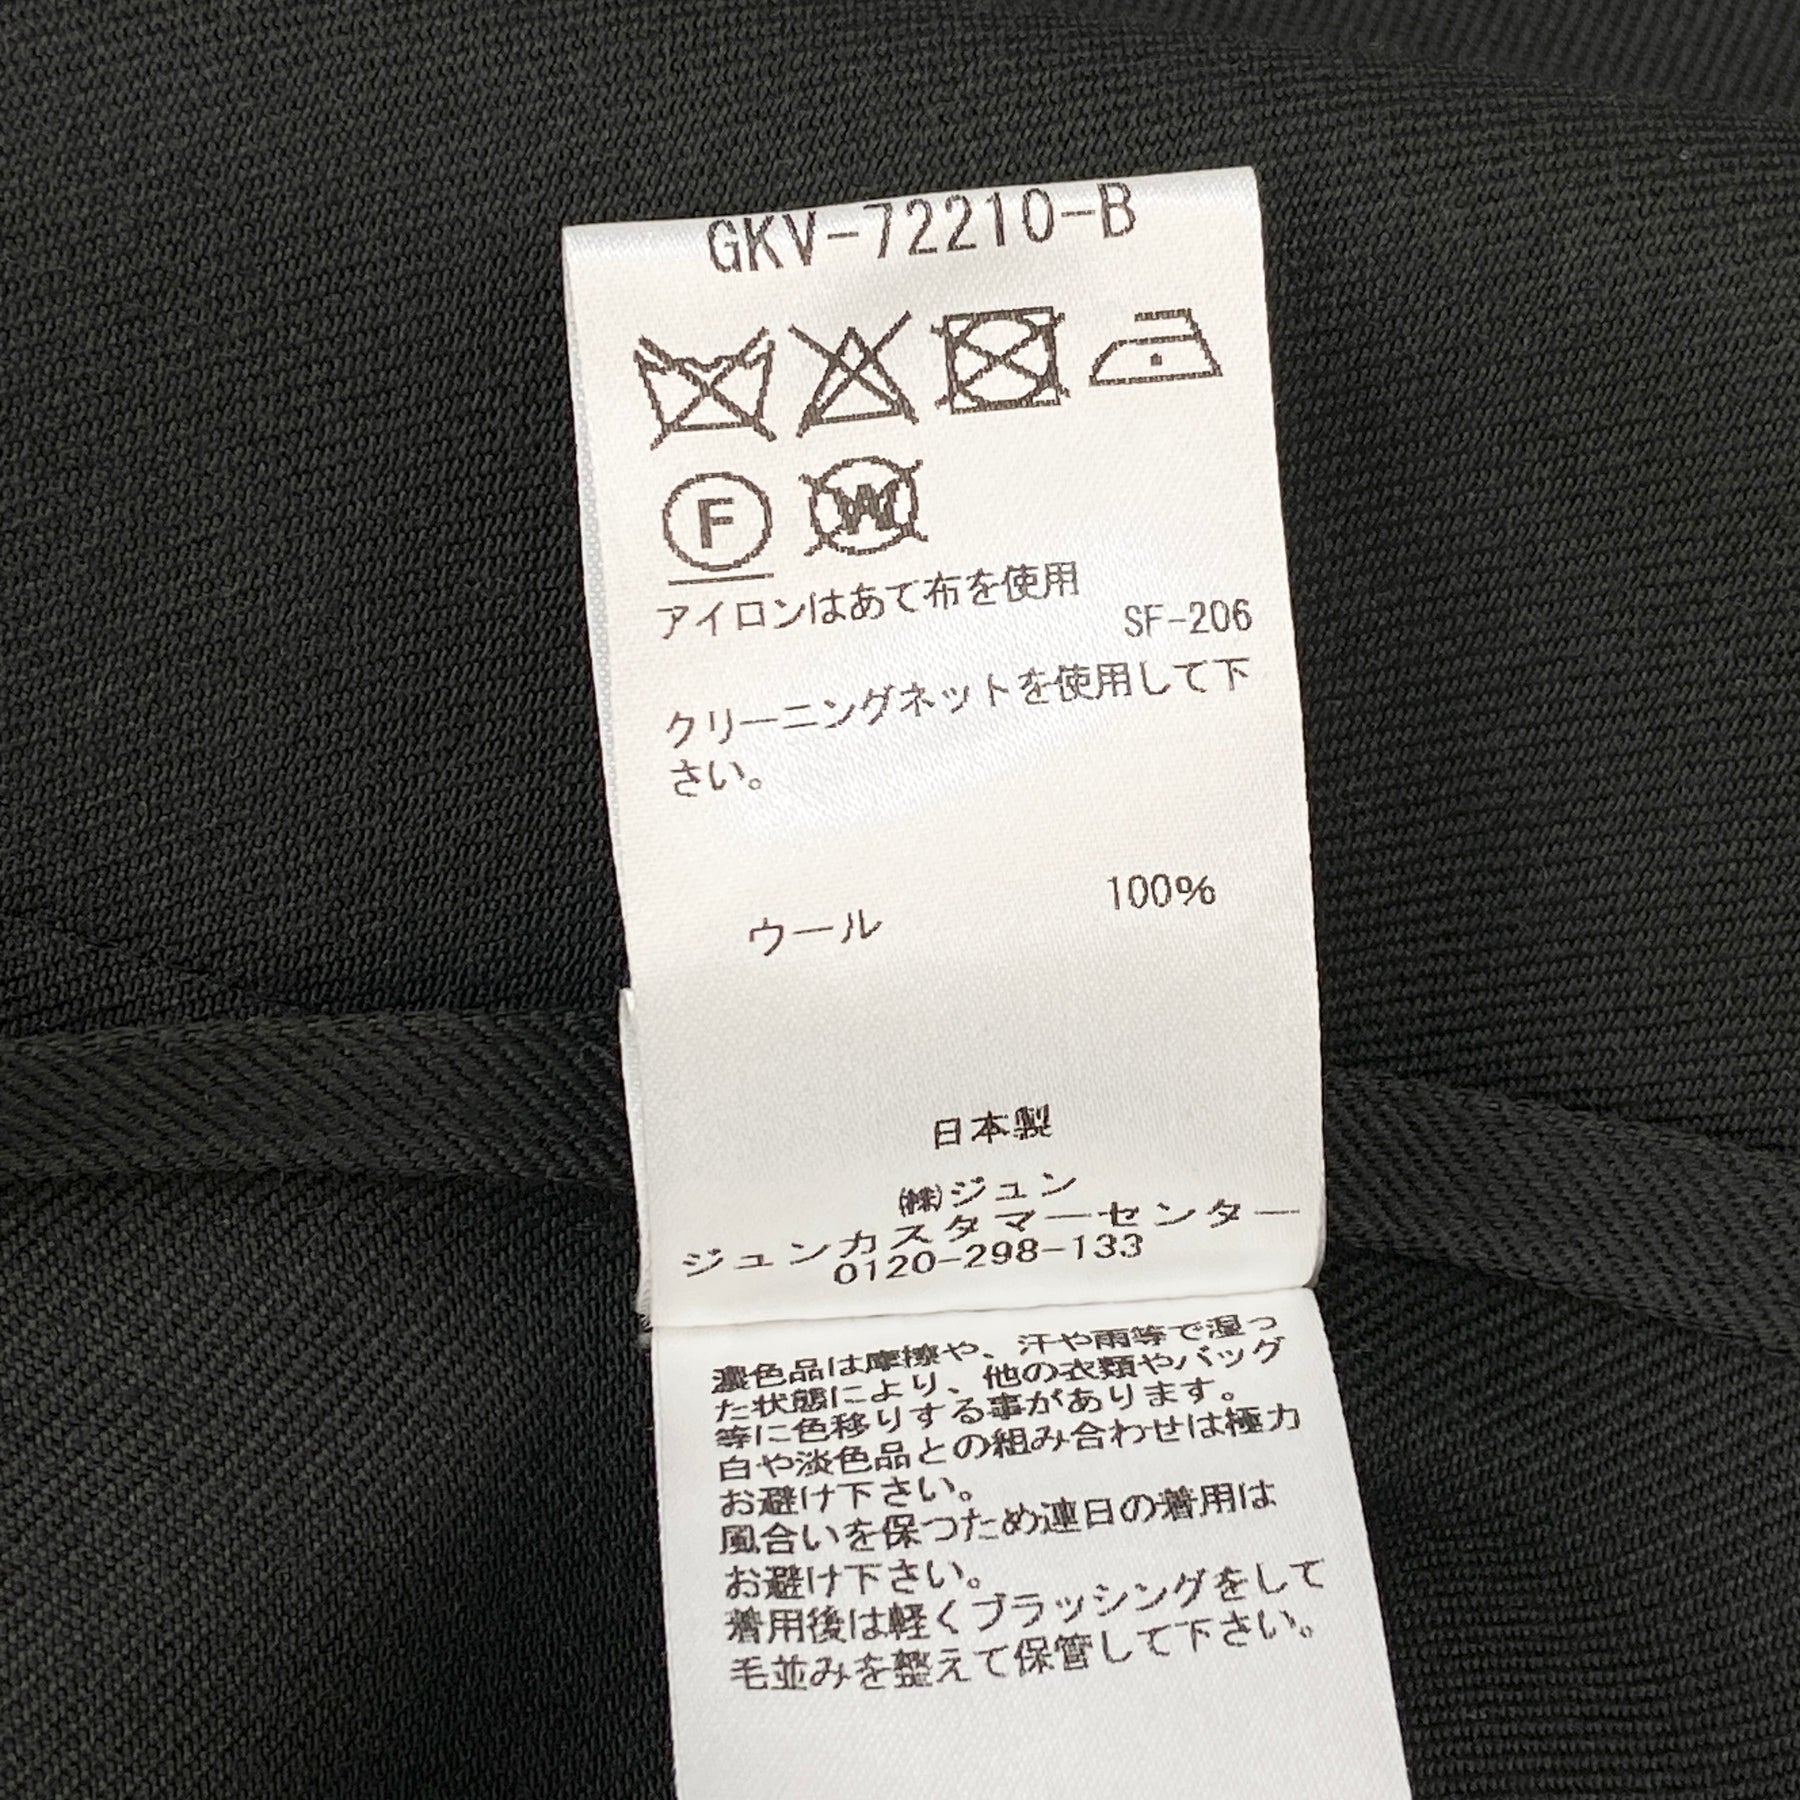 GKV-72210-B
F W
アイロンはあて布を使用
SF-206
クリーニングネットを使用して下
さい。
ウール 100%
日本製
㈱ジュン
ジュンカスタマーセンター
0120-298-133
濃色品は摩擦や、汗や雨等で湿っ
た状態により、他の衣類やバッグ
等に色移りする事があります。
白や淡色品との組み合わせは極力
お避け下さい。
風合いを保つため連日の着用は
お避け下さい。
着用後は軽くブラッシングをして
毛並みを整えて保管して下さい。